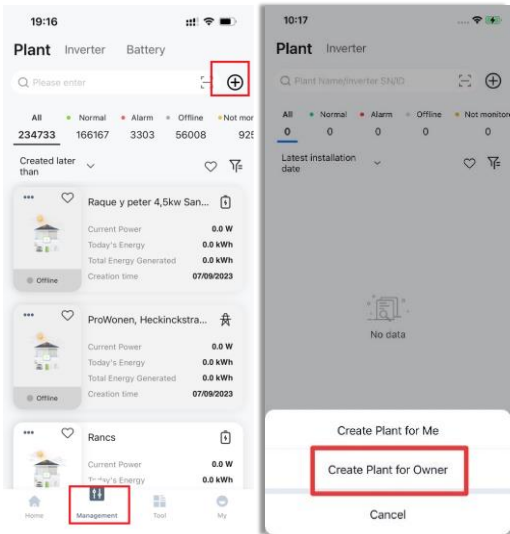 19:16
Plant Inverter Battery
Please enter
All Normal Alarm Offline Not mor
234733 166167 3303 56008 925
Created later
than
Raque y peter 4,5kw San...
Current Power 0.0 W
Today's Energy 0.0 kWh
Total Energy Generated 0.0 kWh
Creation time 07/09/2023
Offline
ProWonen, Heckinckstra...
Current Power 0.0 W
Today's Energy 0.0 kWh
Total Energy Generated 0.0 kWh
Creation time 07/09/2023
Offline
Rancs
Current Power 0.0 W
Today's Energy 0.0 kWh
Home Management Tool My
10:17
Plant Inverter
Plant Name/Inverter SN/ID
All Normal Alarm Offline Not monitore
0 0 0 0 0
Latest installation
date
No data
Create Plant for Me
Create Plant for Owner
Cancel